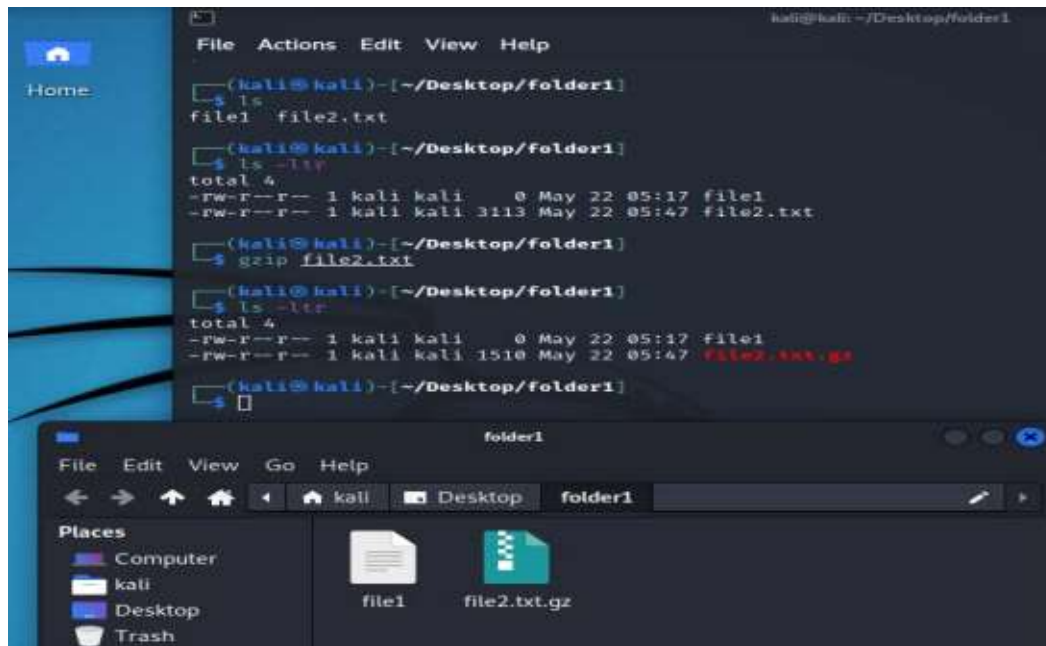 kali@kali: ~/Desktop/folder1
File Actions Edit View Help
Home
(kali㉿kali)-[~/Desktop/folder1]
$ ls
file1 file2.txt
(kali㉿kali)-[~/Desktop/folder1]
$ ls -ltr
total 4
-rw-r--r-- 1 kali kali 0 May 22 05:17 file1
-rw-r--r-- 1 kali kali 3113 May 22 05:47 file2.txt
(kali㉿kali)-[~/Desktop/folder1]
$ gzip file2.txt
(kali㉿kali)-[~/Desktop/folder1]
$ ls -ltr
total 4
-rw-r--r-- 1 kali kali 0 May 22 05:17 file1
-rw-r--r-- 1 kali kali 1510 May 22 05:47 file2.txt.gz
(kali㉿kali)-[~/Desktop/folder1]
$
folder1
File Edit View Go Help
kali Desktop folder1
Places
Computer
kali
Desktop
Trash
file1 file2.txt.gz